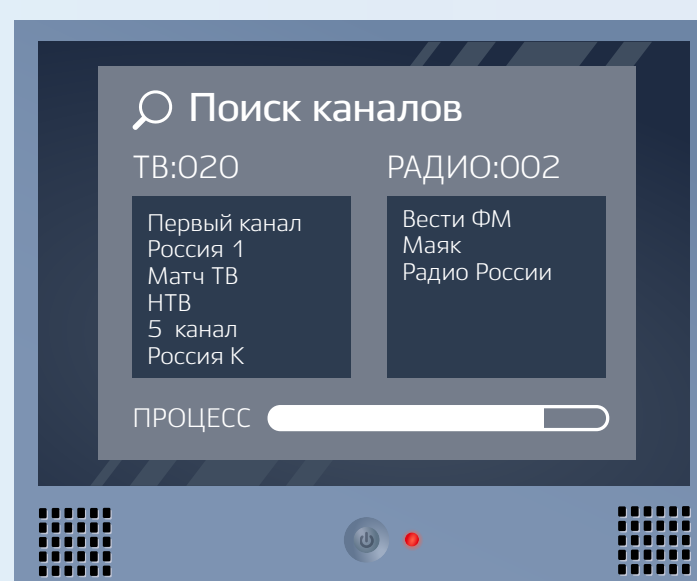 Поиск каналов
ТВ:020
Первый канал
Россия 1
Матч ТВ
НТВ
5 канал
Россия К
РАДИО:002
Вести ФМ
Маяк
Радио России
ПРОЦЕСС